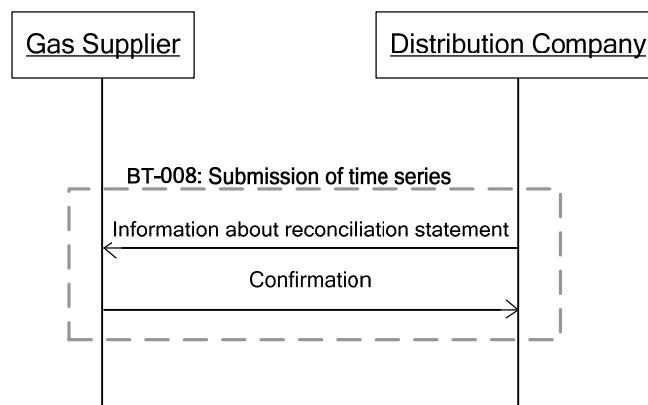 Gas Supplier
Distribution Company
BT-008: Submission of time series
Information about reconciliation statement
Confirmation